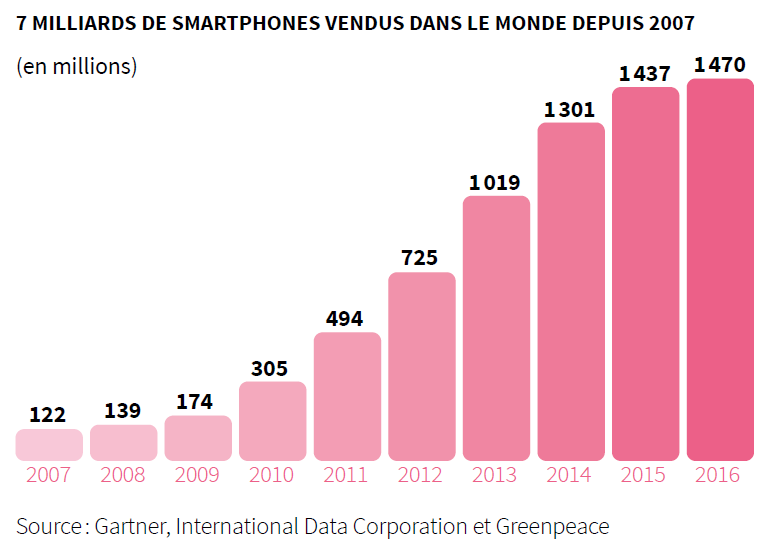 7 MILLIARDS DE SMARTPHONES VENDUS DANS LE MONDE DEPUIS 2007
(en millions)
122
139
174
305
494
725
1 019
1 301
1 437
1 470
2007 2008 2009 2010 2011 2012 2013 2014 2015 2016
Source : Gartner, International Data Corporation et Greenpeace